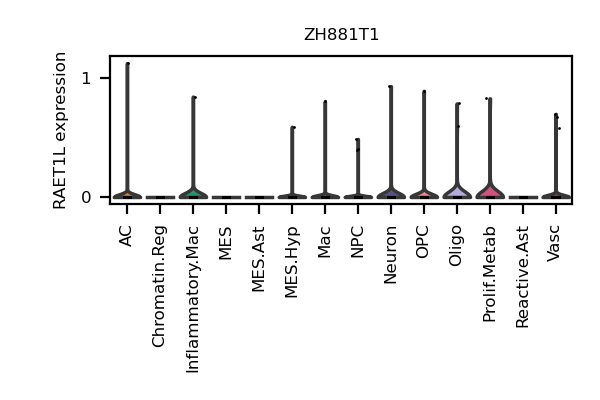 ZH881T1
RAET1L expression
1
0
AC
Chromatin.Reg
Inflammatory.Mac
MES
MES.Ast
MES.Hyp
Mac
NPC
Neuron
OPC
Oligo
Prolif.Metab
Reactive.Ast
Vasc